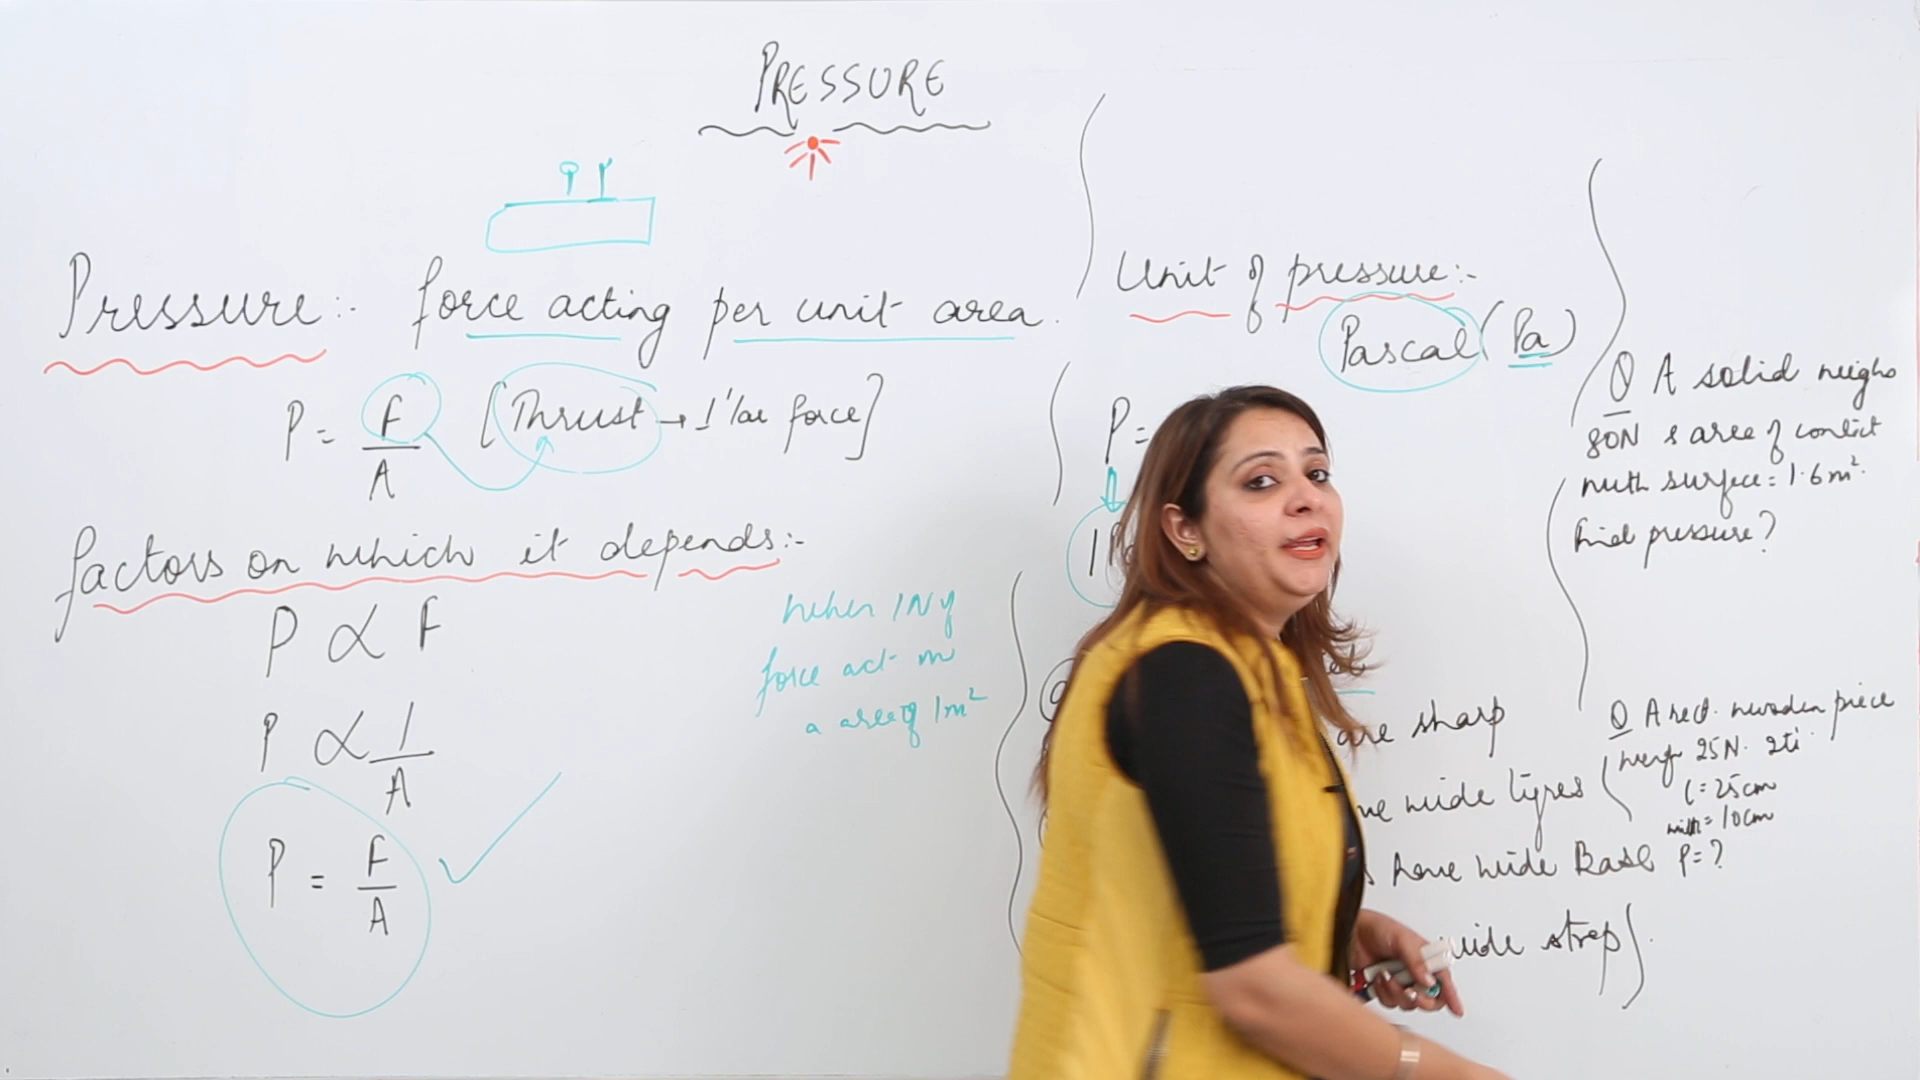 PRESSURE
Pressure:- force acting per unit area.
P = F/A [Thrust → 1'lar force]
factors on which it depends:-
P ∝ F
P ∝ 1/A
P = F/A
When 1N of
force act on
a area of 1m²
Unit of pressure:-
Pascal (Pa)
P =
are sharp
wide tyres
have wide Base
wide strap
Q A solid weighs
80N & area of contact
with surface = 1.6m².
find pressure?
Q A rect. wooden piece
25N.
l = 25cm
width = 10cm
P = ?